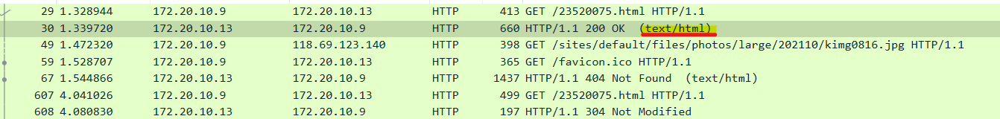 29 1.328944 172.20.10.9 172.20.10.13 HTTP 413 GET /23520075.html HTTP/1.1
30 1.339720 172.20.10.13 172.20.10.9 HTTP 660 HTTP/1.1 200 OK (text/html)
49 1.472320 172.20.10.9 118.69.123.140 HTTP 398 GET /sites/default/files/photos/large/202110/kimg0816.jpg HTTP/1.1
59 1.528707 172.20.10.9 172.20.10.13 HTTP 365 GET /favicon.ico HTTP/1.1
67 1.544866 172.20.10.13 172.20.10.9 HTTP 1437 HTTP/1.1 404 Not Found (text/html)
607 4.041026 172.20.10.9 172.20.10.13 HTTP 499 GET /23520075.html HTTP/1.1
608 4.080830 172.20.10.13 172.20.10.9 HTTP 197 HTTP/1.1 304 Not Modified